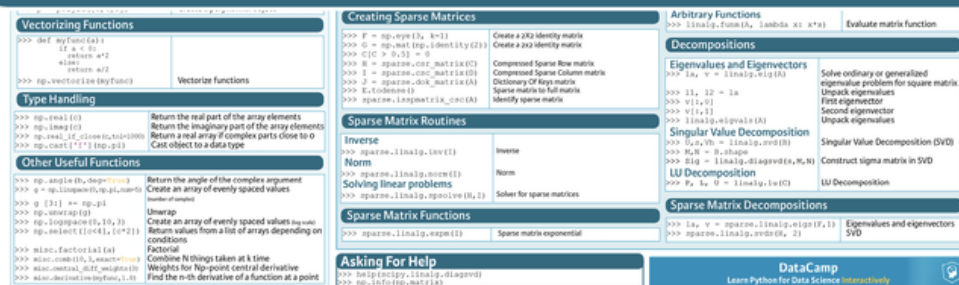 Vectorizing Functions
>>> def myfunc(a):
if a < 0:
return a*2
else:
return a/2
>>> np.vectorize(myfunc) Vectorize functions
Type Handling
>>> np.real(c) Return the real part of the array elements
>>> np.imag(c) Return the imaginary part of the array elements
>>> np.real_if_close(c,tol=1000) Return a real array if complex parts close to 0
>>> np.cast['f'](np.pi) Cast object to a data type
Other Useful Functions
>>> np.angle(b,deg=True) Return the angle of the complex argument
>>> g = np.linspace(0,np.pi,num=5) Create an array of evenly spaced values
(number of samples)
>>> g [3:] += np.pi
>>> np.unwrap(g) Unwrap
>>> np.logspace(0,10,3) Create an array of evenly spaced values (log scale)
>>> np.select([c<4],[c*2]) Return values from a list of arrays depending on
conditions
>>> misc.factorial(a) Factorial
>>> misc.comb(10,3,exact=True) Combine N things taken at k time
>>> misc.central_diff_weights(3) Weights for Np-point central derivative
>>> misc.derivative(myfunc,1.0) Find the n-th derivative of a function at a point
Creating Sparse Matrices
>>> F = np.eye(3, k=1) Create a 2X2 identity matrix
>>> G = np.mat(np.identity(2)) Create a 2x2 identity matrix
>>> C[C > 0.5] = 0
>>> H = sparse.csr_matrix(C) Compressed Sparse Row matrix
>>> I = sparse.csc_matrix(D) Compressed Sparse Column matrix
>>> J = sparse.dok_matrix(A) Dictionary Of Keys matrix
>>> E.todense() Sparse matrix to full matrix
>>> sparse.isspmatrix_csc(A) Identify sparse matrix
Sparse Matrix Routines
Inverse
>>> sparse.linalg.inv(I) Inverse
Norm
>>> sparse.linalg.norm(I) Norm
Solving linear problems
>>> sparse.linalg.spsolve(H,I) Solver for sparse matrices
Sparse Matrix Functions
>>> sparse.linalg.expm(I) Sparse matrix exponential
Asking For Help
>>> help(scipy.linalg.diagsvd)
>>> np.info(np.matrix)
Arbitrary Functions
>>> linalg.funm(A, lambda x: x*x) Evaluate matrix function
Decompositions
Eigenvalues and Eigenvectors
>>> la, v = linalg.eig(A) Solve ordinary or generalized
eigenvalue problem for square matrix
>>> l1, l2 = la Unpack eigenvalues
>>> v[:,0] First eigenvector
>>> v[:,1] Second eigenvector
>>> linalg.eigvals(A) Unpack eigenvalues
Singular Value Decomposition
>>> U,s,Vh = linalg.svd(B) Singular Value Decomposition (SVD)
>>> M,N = B.shape
>>> Sig = linalg.diagsvd(s,M,N) Construct sigma matrix in SVD
LU Decomposition
>>> P, L, U = linalg.lu(C) LU Decomposition
Sparse Matrix Decompositions
>>> la, v = sparse.linalg.eigs(F,1) Eigenvalues and eigenvectors
>>> sparse.linalg.svds(H, 2) SVD
DataCamp
Learn Python for Data Science Interactively